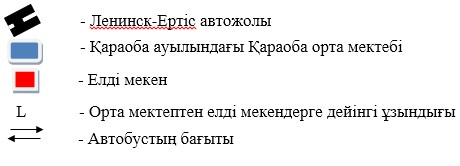 - Ленинск-Ертіс автожолы
- Қараоба ауылындағы Қараоба орта мектебі
- Елді мекен
L - Орта мектептен елді мекендерге дейінгі ұзындығы
- Автобустың бағыты